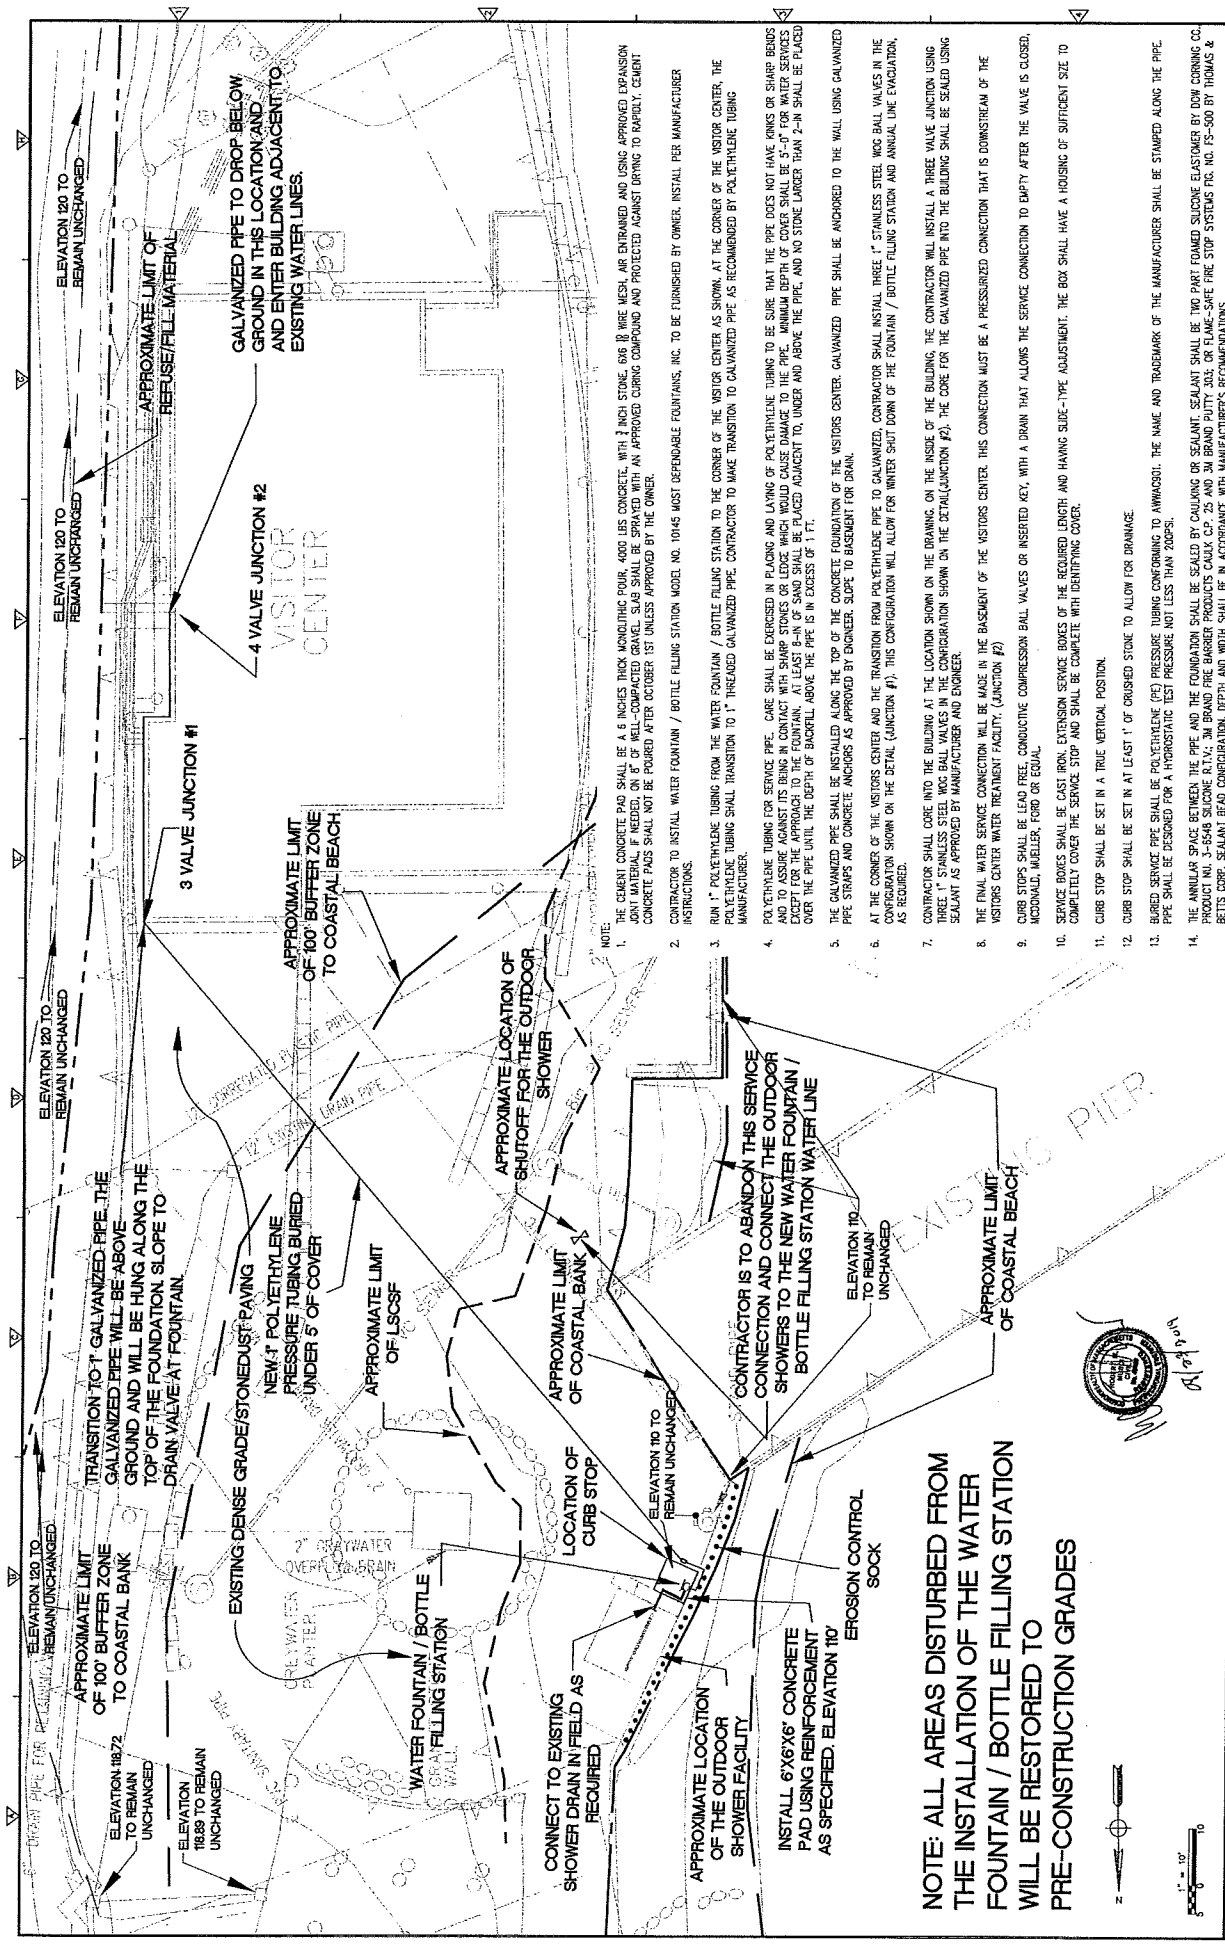 ELEVATION 120 TO
REMAIN UNCHANGED
ELEVATION 120 TO
REMAIN UNCHANGED
ELEVATION 120 TO
REMAIN UNCHANGED
ELEVATION 120 TO
REMAIN UNCHANGED
APPROXIMATE LIMIT OF
REFUSE/FILL MATERIAL
GALVANIZED PIPE TO DROP BELOW
GROUND IN THIS LOCATION AND
AND ENTER BUILDING ADJACENT TO
EXISTING WATER LINES.
4 VALVE JUNCTION #2
VISITOR
CENTER
3 VALVE JUNCTION #1
TRANSITION TO 1" GALVANIZED PIPE. THE
GALVANIZED PIPE WILL BE ABOVE
GROUND AND WILL BE HUNG ALONG THE
TOP OF THE FOUNDATION. SLOPE TO
DRAIN VALVE AT FOUNTAIN.
APPROXIMATE LIMIT
OF 100' BUFFER ZONE
TO COASTAL BANK
ELEVATION 118.72
TO REMAIN
UNCHANGED
ELEVATION
118.89 TO REMAIN
UNCHANGED
EXISTING DENSE GRADE/STONEDUST PAVING
NEW 1" POLYETHYLENE
PRESSURE TUBING BURIED
UNDER 5' OF COVER
APPROXIMATE LIMIT
OF LSCSF
APPROXIMATE LIMIT
OF 100' BUFFER ZONE
TO COASTAL BEACH
12" CORRUGATED PLASTIC PIPE
12" EXISTING DRAIN PIPE
APPROXIMATE LOCATION OF
SHUTOFF FOR THE OUTDOOR
SHOWER
APPROXIMATE LIMIT
OF COASTAL BANK
2" GRAYWATER
OVERFLOW DRAIN
GREYWATER
PLANTER
SANITARY PIPE
WATER FOUNTAIN / BOTTLE
FILLING STATION
WALL
LOCATION OF
CURB STOP
CONNECT TO EXISTING
SHOWER DRAIN IN FIELD AS
REQUIRED
ELEVATION 110 TO
REMAIN UNCHANGED
CONTRACTOR IS TO ABANDON THIS SERVICE
CONNECTION AND CONNECT THE OUTDOOR
SHOWERS TO THE NEW WATER FOUNTAIN /
BOTTLE FILLING STATION WATER LINE
ELEVATION 110
TO REMAIN
UNCHANGED
EXISTING PIER
APPROXIMATE LIMIT
OF COASTAL BEACH
APPROXIMATE LOCATION
OF THE OUTDOOR
SHOWER FACILITY
INSTALL 6'X6'X6" CONCRETE
PAD USING REINFORCEMENT
AS SPECIFIED. ELEVATION 110'
EROSION CONTROL
SOCK
NOTE: ALL AREAS DISTURBED FROM
THE INSTALLATION OF THE WATER
FOUNTAIN / BOTTLE FILLING STATION
WILL BE RESTORED TO
PRE-CONSTRUCTION GRADES
N
1" = 10'
5 0 10
NOTE:
1. THE CEMENT CONCRETE PAD SHALL BE A 6 INCHES THICK MONOLITHIC POUR, 4000 LBS CONCRETE, WITH INCH STONE, 6X6 WIRE MESH, AIR ENTRAINED AND USING APPROVED EXPANSION
JOINT MATERIAL, IF NEEDED, ON 8" OF WELL-COMPACTED GRAVEL. SLAB SHALL BE SPRAYED WITH AN APPROVED CURING COMPOUND AND PROTECTED AGAINST DRYING TO RAPIDLY. CEMENT
CONCRETE PADS SHALL NOT BE POURED AFTER OCTOBER 1ST UNLESS APPROVED BY THE OWNER.
2. CONTRACTOR TO INSTALL WATER FOUNTAIN / BOTTLE FILLING STATION MODEL NO. 10145 MOST DEPENDABLE FOUNTAINS, INC. TO BE FURNISHED BY OWNER. INSTALL PER MANUFACTURER
INSTRUCTIONS.
3. RUN 1" POLYETHYLENE TUBING FROM THE WATER FOUNTAIN / BOTTLE FILLING STATION TO THE CORNER OF THE VISITOR CENTER AS SHOWN. AT THE CORNER OF THE VISITOR CENTER, THE
POLYETHYLENE TUBING SHALL TRANSITION TO 1" THREADED GALVANIZED PIPE. CONTRACTOR TO MAKE TRANSITION TO GALVANIZED PIPE AS RECOMMENDED BY POLYETHYLENE TUBING
MANUFACTURER.
4. POLYETHYLENE TUBING FOR SERVICE PIPE. CARE SHALL BE EXERCISED IN PLACING AND LAYING OF POLYETHYLENE TUBING TO BE SURE THAT THE PIPE DOES NOT HAVE KINKS OR SHARP BENDS
AND TO ASSURE AGAINST ITS BEING IN CONTACT WITH SHARP STONES OR LEDGE WHICH WOULD CAUSE DAMAGE TO THE PIPE. MINIMUM DEPTH OF COVER SHALL BE 5'-0" FOR WATER SERVICES
EXCEPT FOR THE APPROACH TO THE FOUNTAIN. AT LEAST 8-IN OF SAND SHALL BE PLACED ADJACENT TO, UNDER AND ABOVE THE PIPE, AND NO STONE LARGER THAN 2-IN SHALL BE PLACED
OVER THE PIPE UNTIL THE DEPTH OF BACKFILL ABOVE THE PIPE IS IN EXCESS OF 1 FT.
5. THE GALVANIZED PIPE SHALL BE INSTALLED ALONG THE TOP OF THE CONCRETE FOUNDATION OF THE VISITORS CENTER. GALVANIZED PIPE SHALL BE ANCHORED TO THE WALL USING GALVANIZED
PIPE STRAPS AND CONCRETE ANCHORS AS APPROVED BY ENGINEER. SLOPE TO BASEMENT FOR DRAIN.
6. AT THE CORNER OF THE VISITORS CENTER AND THE TRANSITION FROM POLYETHYLENE PIPE TO GALVANIZED, CONTRACTOR SHALL INSTALL THREE 1" STAINLESS STEEL WOG BALL VALVES IN THE
CONFIGURATION SHOWN ON THE DETAIL (JUNCTION #1). THIS CONFIGURATION WILL ALLOW FOR WINTER SHUT DOWN OF THE FOUNTAIN / BOTTLE FILLING STATION AND ANNUAL LINE EVACUATION,
AS REQUIRED.
7. CONTRACTOR SHALL CORE INTO THE BUILDING AT THE LOCATION SHOWN ON THE DRAWING. ON THE INSIDE OF THE BUILDING, THE CONTRACTOR WILL INSTALL A THREE VALVE JUNCTION USING
THREE 1" STAINLESS STEEL WOG BALL VALVES IN THE CONFIGURATION SHOWN ON THE DETAIL(JUNCTION #2). THE CORE FOR THE GALVANIZED PIPE INTO THE BUILDING SHALL BE SEALED USING
SEALANT AS APPROVED BY MANUFACTURER AND ENGINEER.
8. THE FINAL WATER SERVICE CONNECTION WILL BE MADE IN THE BASEMENT OF THE VISITORS CENTER. THIS CONNECTION MUST BE A PRESSURIZED CONNECTION THAT IS DOWNSTREAM OF THE
VISITORS CENTER WATER TREATMENT FACILITY. (JUNCTION #2)
9. CURB STOPS SHALL BE LEAD FREE, CONDUCTIVE COMPRESSION BALL VALVES OR INSERTED KEY, WITH A DRAIN THAT ALLOWS THE SERVICE CONNECTION TO EMPTY AFTER THE VALVE IS CLOSED,
MCDONALD, MUELLER, FORD OR EQUAL.
10. SERVICE BOXES SHALL BE CAST IRON, EXTENSION SERVICE BOXES OF THE REQUIRED LENGTH AND HAVING SLIDE-TYPE ADJUSTMENT. THE BOX SHALL HAVE A HOUSING OF SUFFICIENT SIZE TO
COMPLETELY COVER THE SERVICE STOP AND SHALL BE COMPLETE WITH IDENTIFYING COVER.
11. CURB STOP SHALL BE SET IN A TRUE VERTICAL POSITION.
12. CURB STOP SHALL BE SET IN AT LEAST 1' OF CRUSHED STONE TO ALLOW FOR DRAINAGE.
13. BURIED SERVICE PIPE SHALL BE POLYETHYLENE (PE) PRESSURE TUBING CONFORMING TO AWWAC901. THE NAME AND TRADEMARK OF THE MANUFACTURER SHALL BE STAMPED ALONG THE PIPE.
PIPE SHALL BE DESIGNED FOR A HYDROSTATIC TEST PRESSURE NOT LESS THAN 200PSI.
14. THE ANNULAR SPACE BETWEEN THE PIPE AND THE FOUNDATION SHALL BE SEALED BY CAULKING OR SEALANT. SEALANT SHALL BE TWO PART FOAMED SILICONE ELASTOMER BY DOW CORNING CO.,
PRODUCT NU. 3-6548 SILICONE R.T.V.; 3M BRAND FIRE BARRIER PRODUCTS CAULK C.P. 25 AND 3M BRAND PUTTY 303; OR FLAME-SAFE FIRE STOP SYSTEMS FIG. NO. FS-500 BY THOMAS &
BETTS CORP. SEALANT BEAD CONFIGURATION, DEPTH AND WIDTH SHALL BE IN ACCORDANCE WITH MANUFACTURER'S RECOMMENDATIONS.